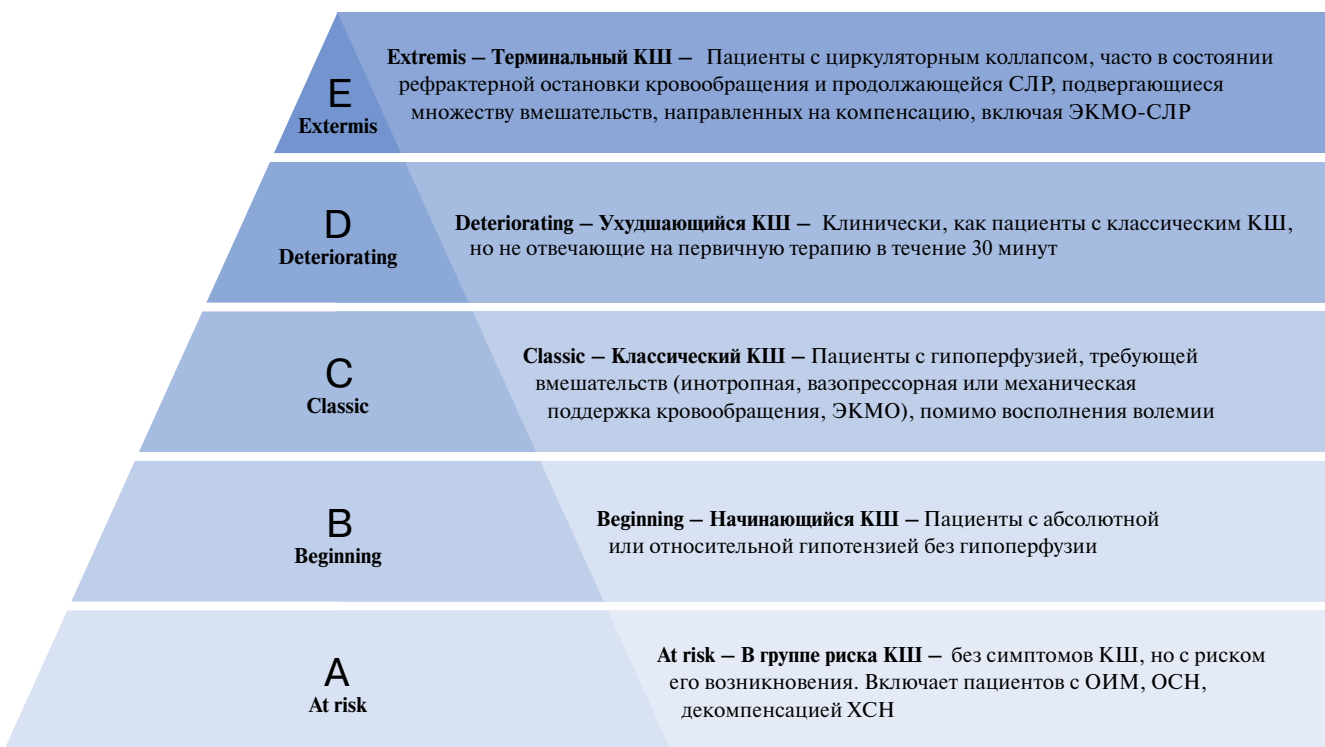 E
Extermis
Extremis – Терминальный КШ – Пациенты с циркуляторным коллапсом, часто в состоянии
рефрактерной остановки кровообращения и продолжающейся СЛР, подвергающиеся
множеству вмешательств, направленных на компенсацию, включая ЭКМО-СЛР
D
Deteriorating
Deteriorating – Ухудшающийся КШ – Клинически, как пациенты с классическим КШ,
но не отвечающие на первичную терапию в течение 30 минут
C
Classic
Classic – Классический КШ – Пациенты с гипоперфузией, требующей
вмешательств (инотропная, вазопрессорная или механическая
поддержка кровообращения, ЭКМО), помимо восполнения волемии
B
Beginning
Beginning – Начинающийся КШ – Пациенты с абсолютной
или относительной гипотензией без гипоперфузии
A
At risk
At risk – В группе риска КШ – без симптомов КШ, но с риском
его возникновения. Включает пациентов с ОИМ, ОСН,
декомпенсацией ХСН